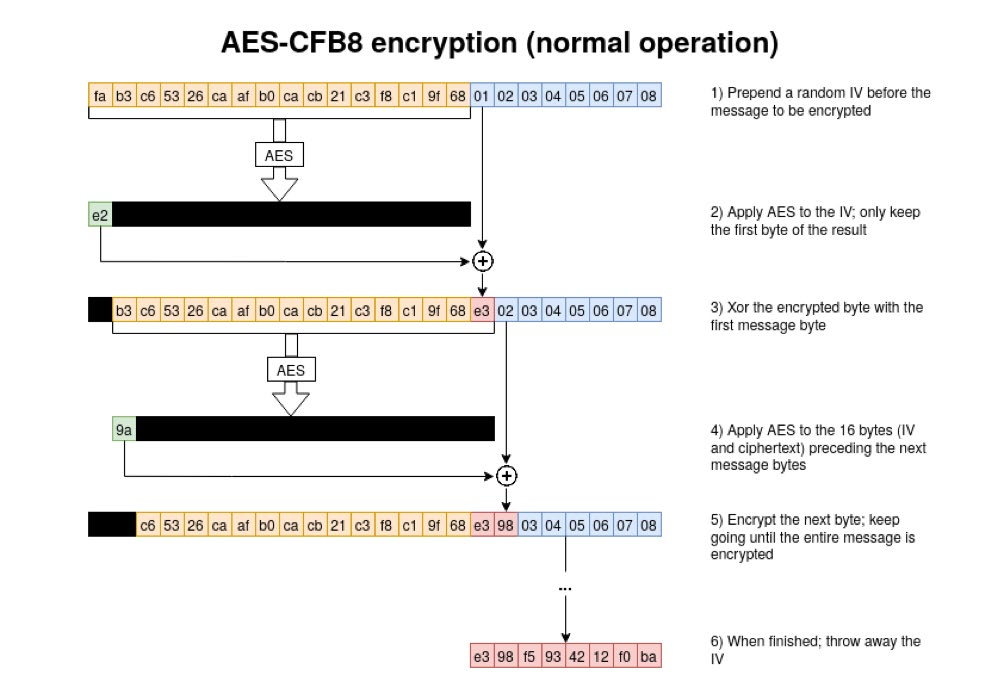 AES-CFB8 encryption (normal operation)
fa b3 c6 53 26 ca af b0 ca cb 21 c3 f8 c1 9f 68 01 02 03 04 05 06 07 08
1) Prepend a random IV before the
message to be encrypted
AES
e2
2) Apply AES to the IV; only keep
the first byte of the result
+
b3 c6 53 26 ca af b0 ca cb 21 c3 f8 c1 9f 68 e3 02 03 04 05 06 07 08
3) Xor the encrypted byte with the
first message byte
AES
9a
4) Apply AES to the 16 bytes (IV
and ciphertext) preceding the next
message bytes
+
c6 53 26 ca af b0 ca cb 21 c3 f8 c1 9f 68 e3 98 03 04 05 06 07 08
5) Encrypt the next byte; keep
going until the entire message is
encrypted
...
e3 98 f5 93 42 12 f0 ba
6) When finished; throw away the
IV